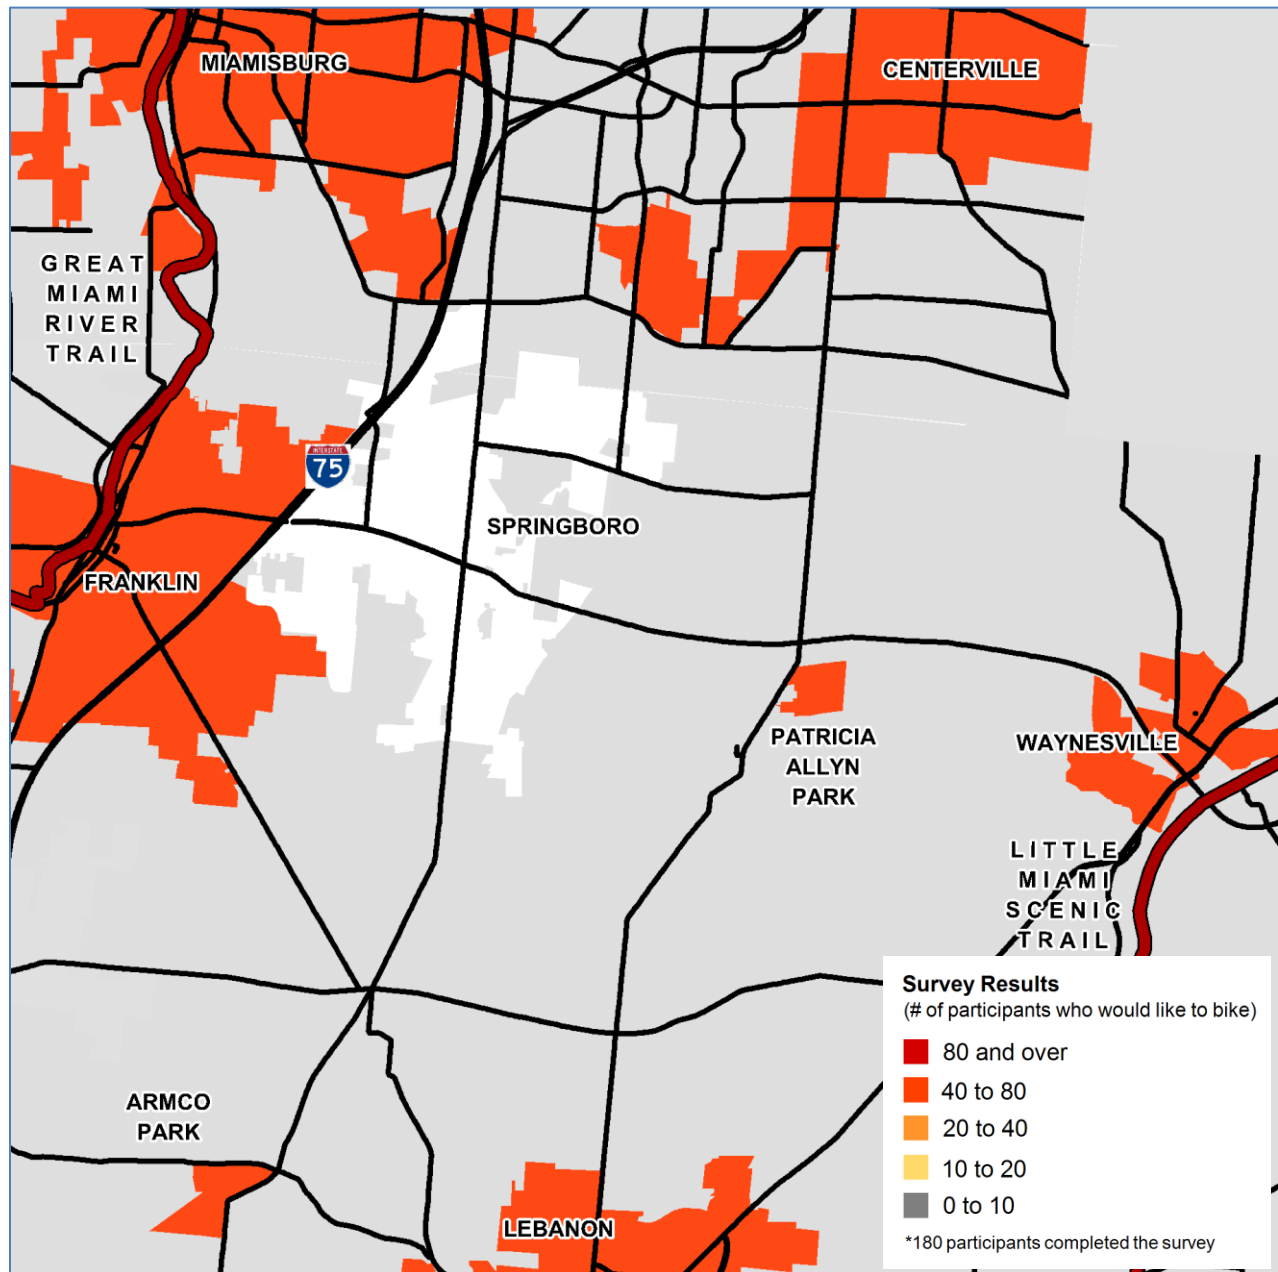 MIAMISBURG
CENTERVILLE
GREAT
MIAMI
RIVER
TRAIL
INTERSTATE
75
SPRINGBORO
FRANKLIN
PATRICIA
ALLYN
PARK
WAYNESVILLE
LITTLE
MIAMI
SCENIC
TRAIL
ARMCO
PARK
LEBANON
Survey Results
(# of participants who would like to bike)
80 and over
40 to 80
20 to 40
10 to 20
0 to 10
*180 participants completed the survey